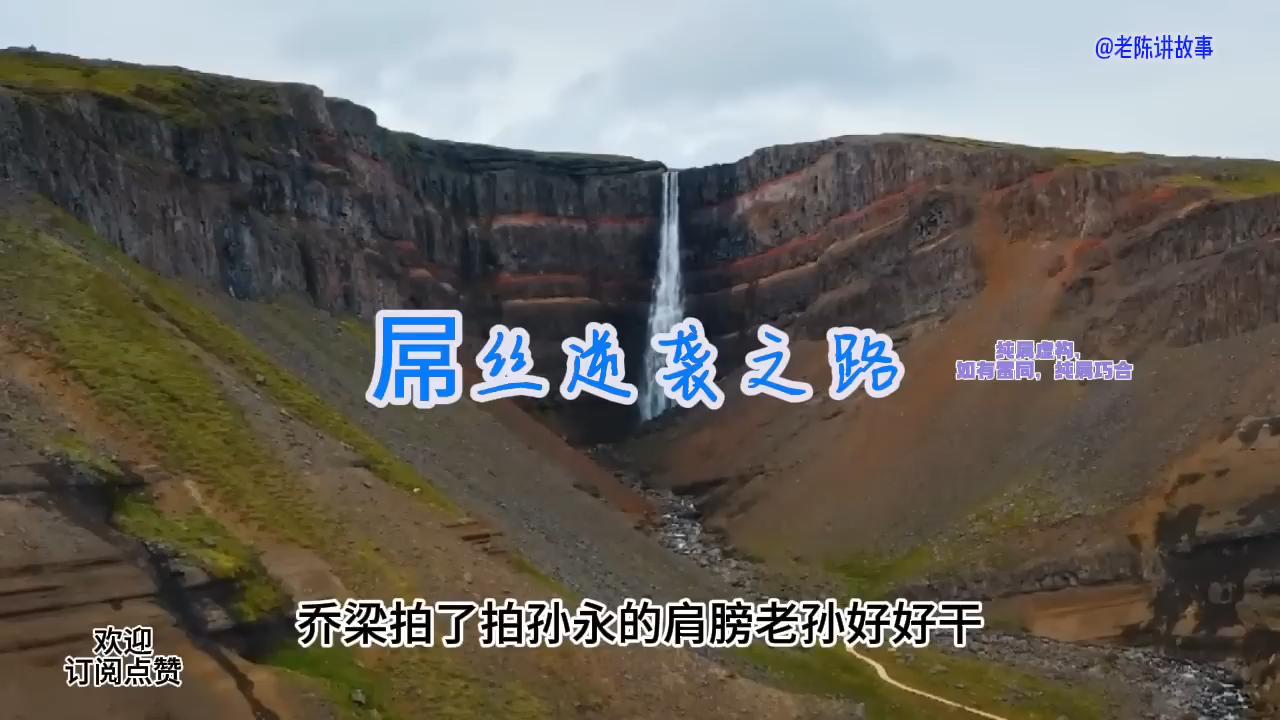 @老陈讲故事
屌丝逆袭之路
纯属虚构,
如有雷同，纯属巧合
乔梁拍了拍孙永的肩膀老孙好好干
欢迎
订阅点赞